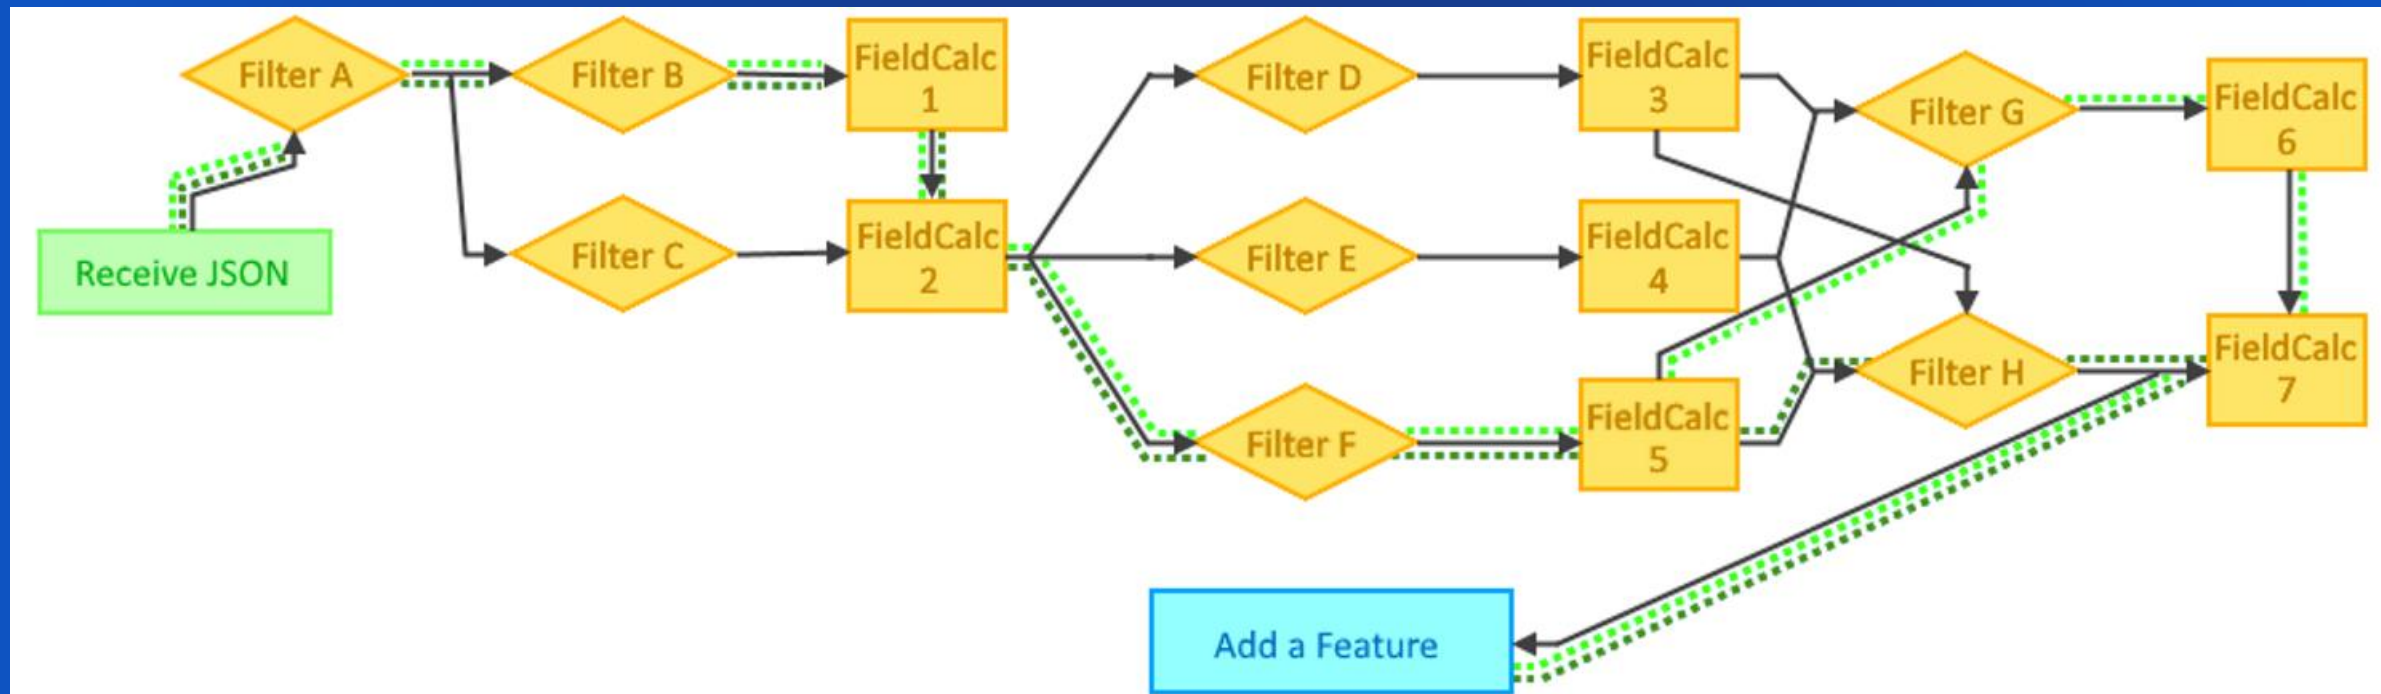 Filter A
Filter B
FieldCalc
1
Filter D
FieldCalc
3
Filter G
FieldCalc
6
Receive JSON
Filter C
FieldCalc
2
Filter E
FieldCalc
4
Filter H
FieldCalc
7
Filter F
FieldCalc
5
Add a Feature